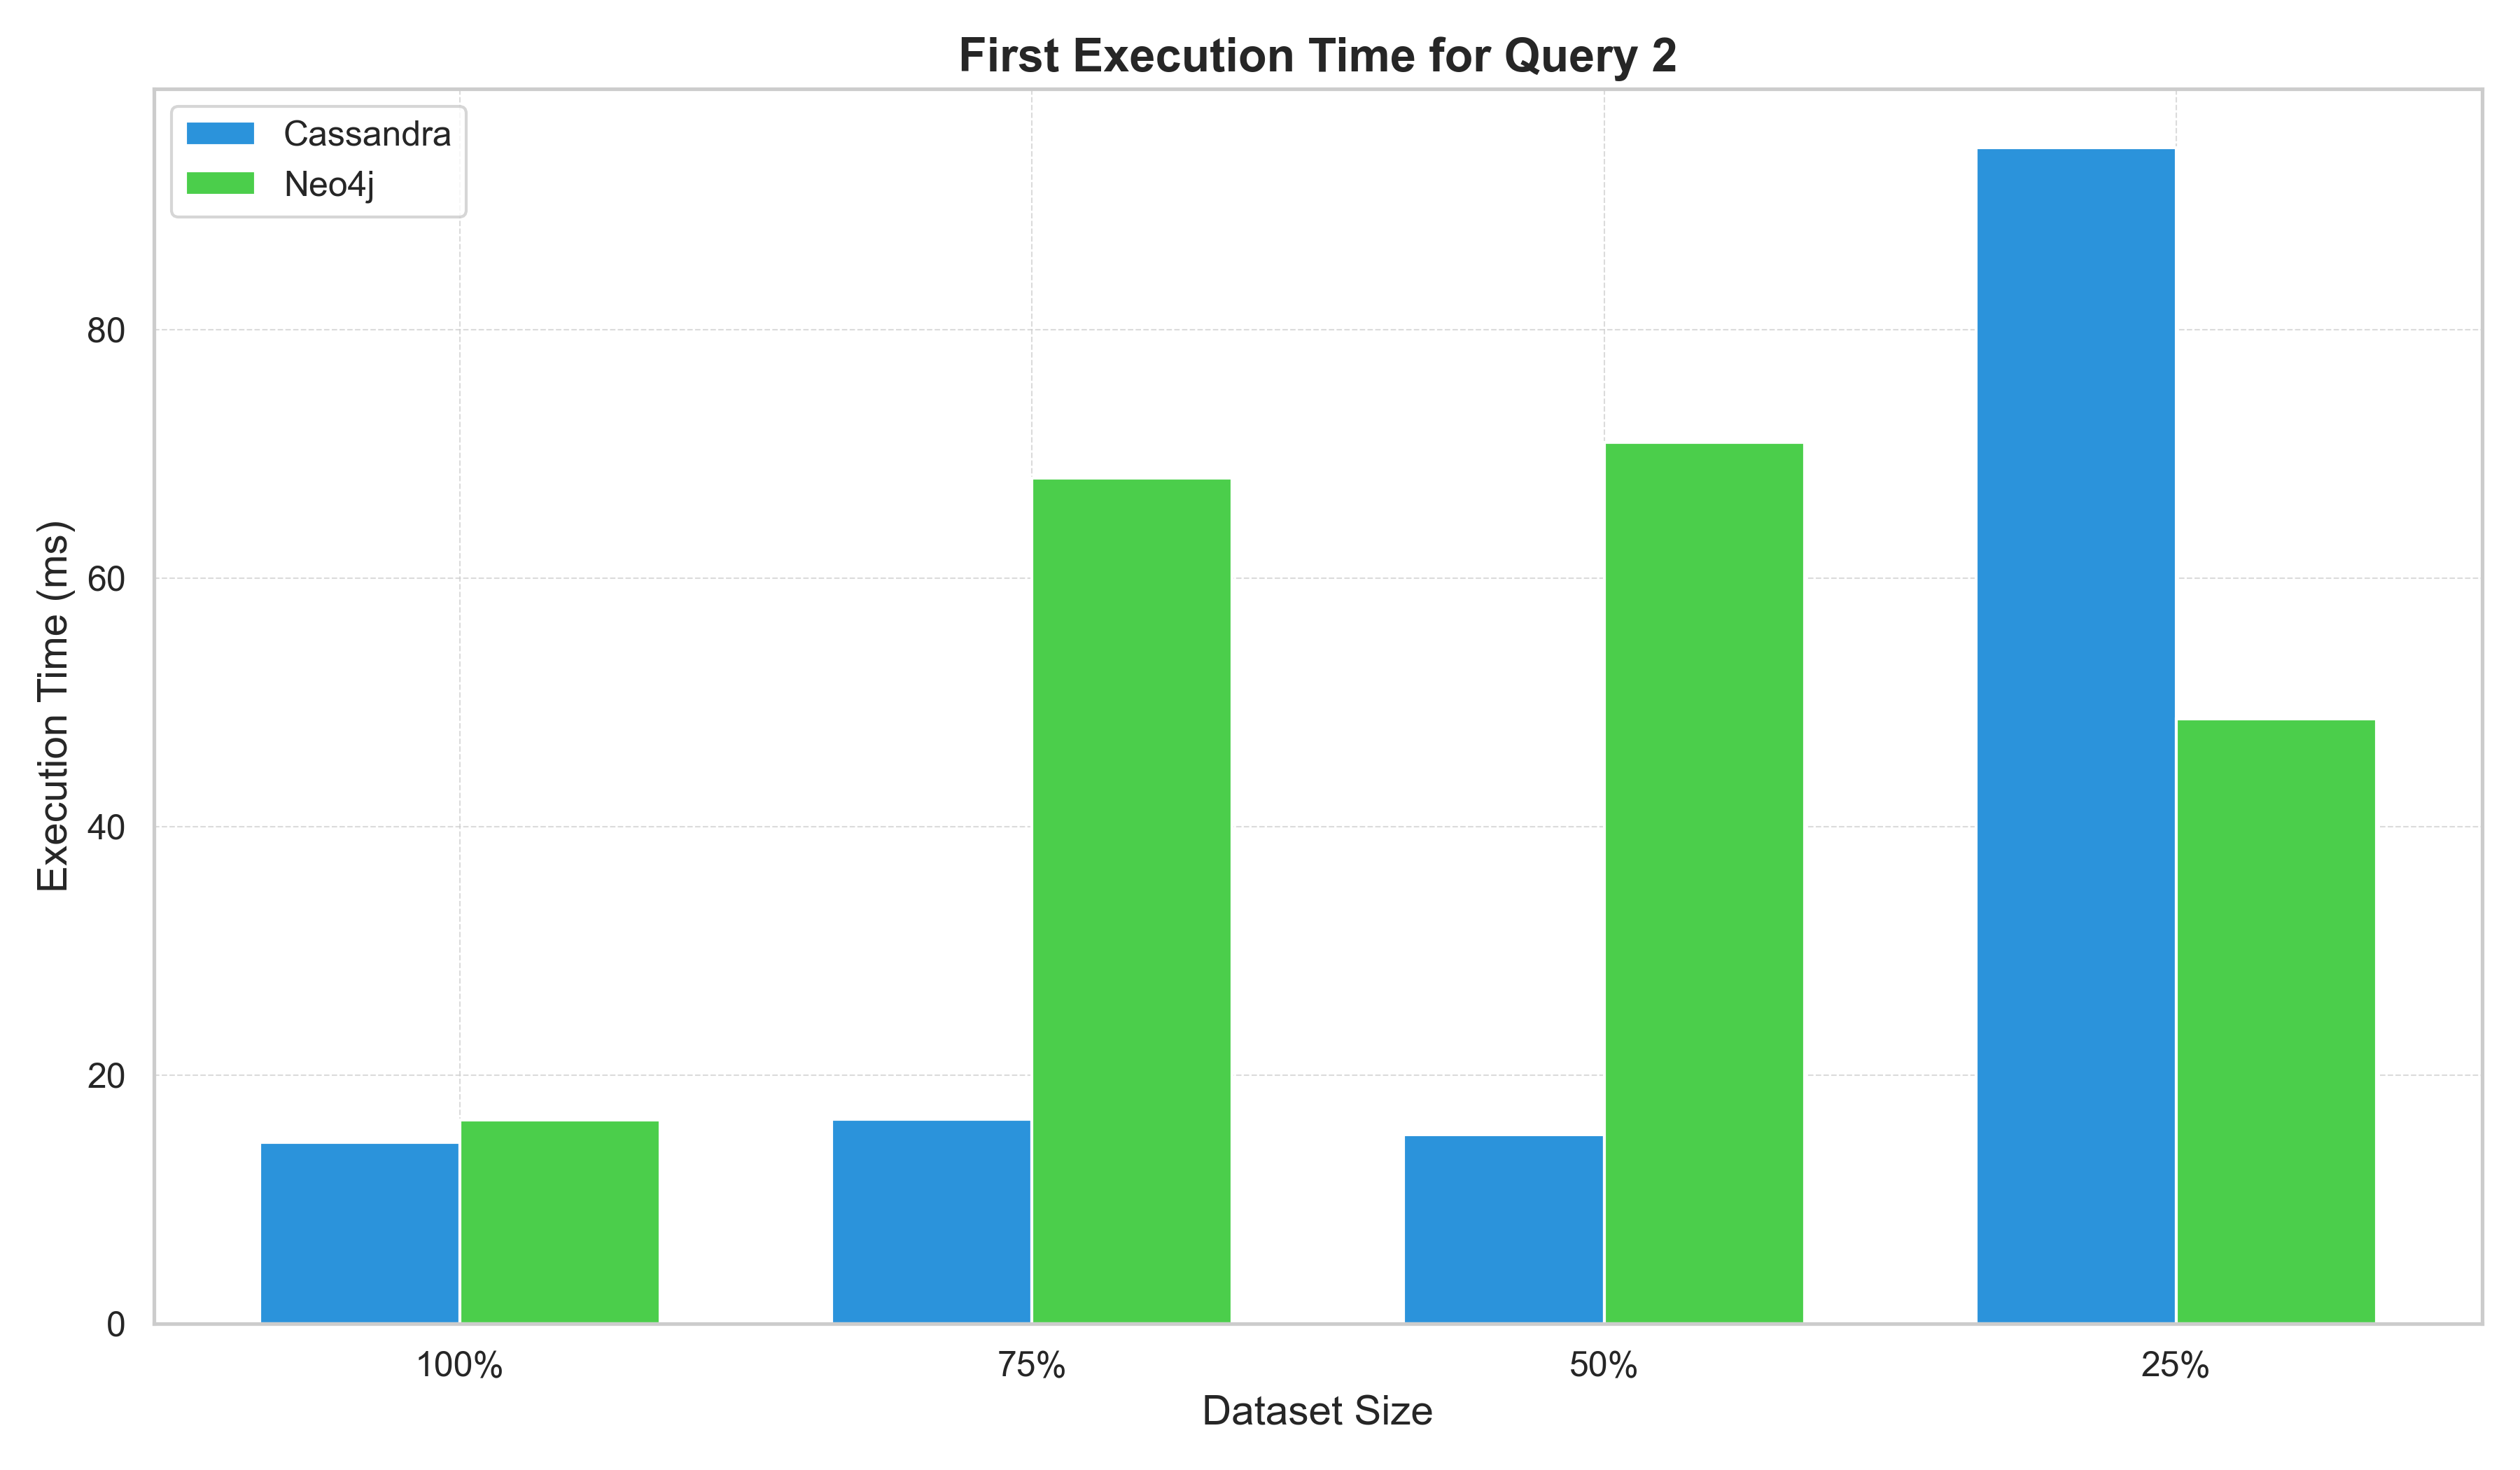 First Execution Time for Query 2
Cassandra
Neo4j
Execution Time (ms)
80
60
40
20
0
100%
75%
50%
25%
Dataset Size